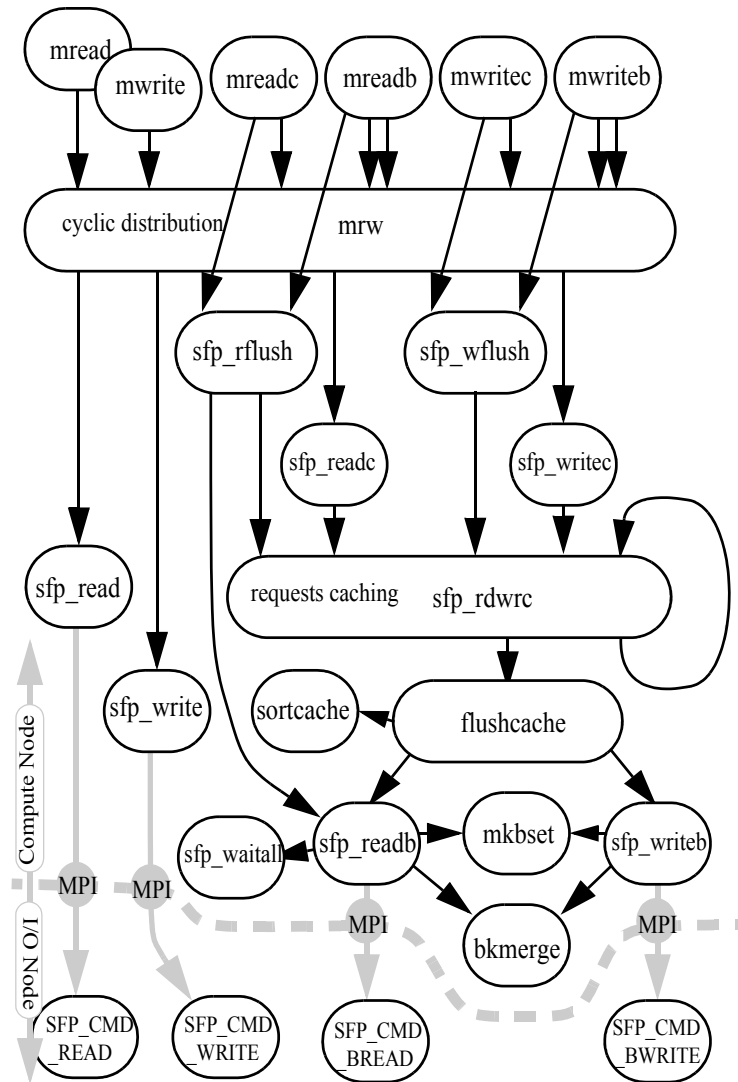 mread
mwrite
mreadc
mreadb
mwritec
mwriteb
cyclic distribution
mrw
sfp_rflush
sfp_wflush
sfp_readc
sfp_writec
sfp_read
requests caching
sfp_rdwrc
sfp_write
sortcache
flushcache
Compute Node
sfp_waitall
sfp_readb
mkbset
sfp_writeb
MPI
MPI
MPI
MPI
I/O Node
bkmerge
SFP_CMD
_READ
SFP_CMD
_WRITE
SFP_CMD
_BREAD
SFP_CMD
_BWRITE